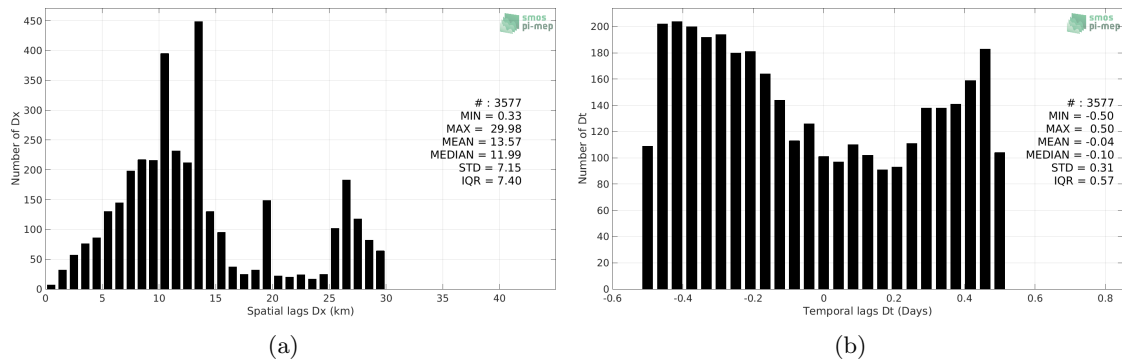 450
400
350
300
250
200
150
100
50
0
Number of Dx
0 5 10 15 20 25 30 35 40
Spatial lags Dx (km)
smos
pi-mep
# : 3577
MIN = 0.33
MAX = 29.98
MEAN = 13.57
MEDIAN = 11.99
STD = 7.15
IQR = 7.40
(a)
200
180
160
140
120
100
80
60
40
20
0
Number of Dt
-0.6 -0.4 -0.2 0 0.2 0.4 0.6 0.8
Temporal lags Dt (Days)
smos
pi-mep
# : 3577
MIN = -0.50
MAX = 0.50
MEAN = -0.04
MEDIAN = -0.10
STD = 0.31
IQR = 0.57
(b)